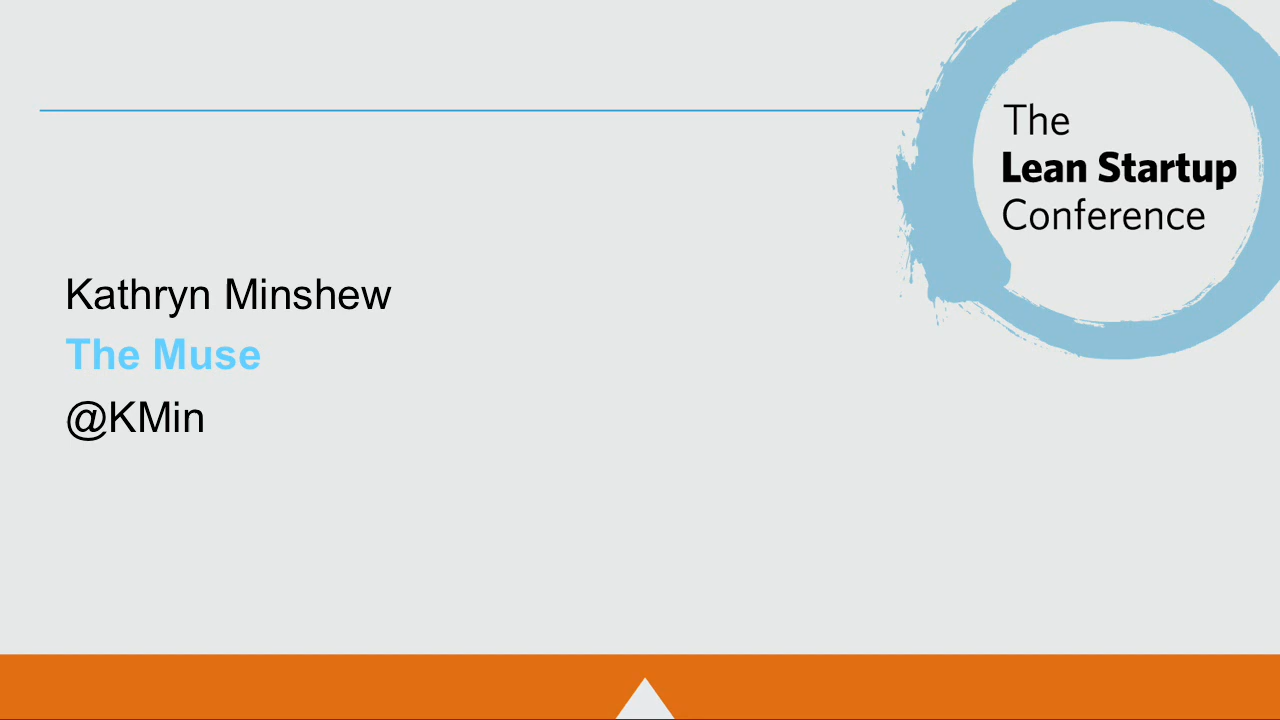 The
Lean Startup
Conference
Kathryn Minshew
The Muse
@KMin